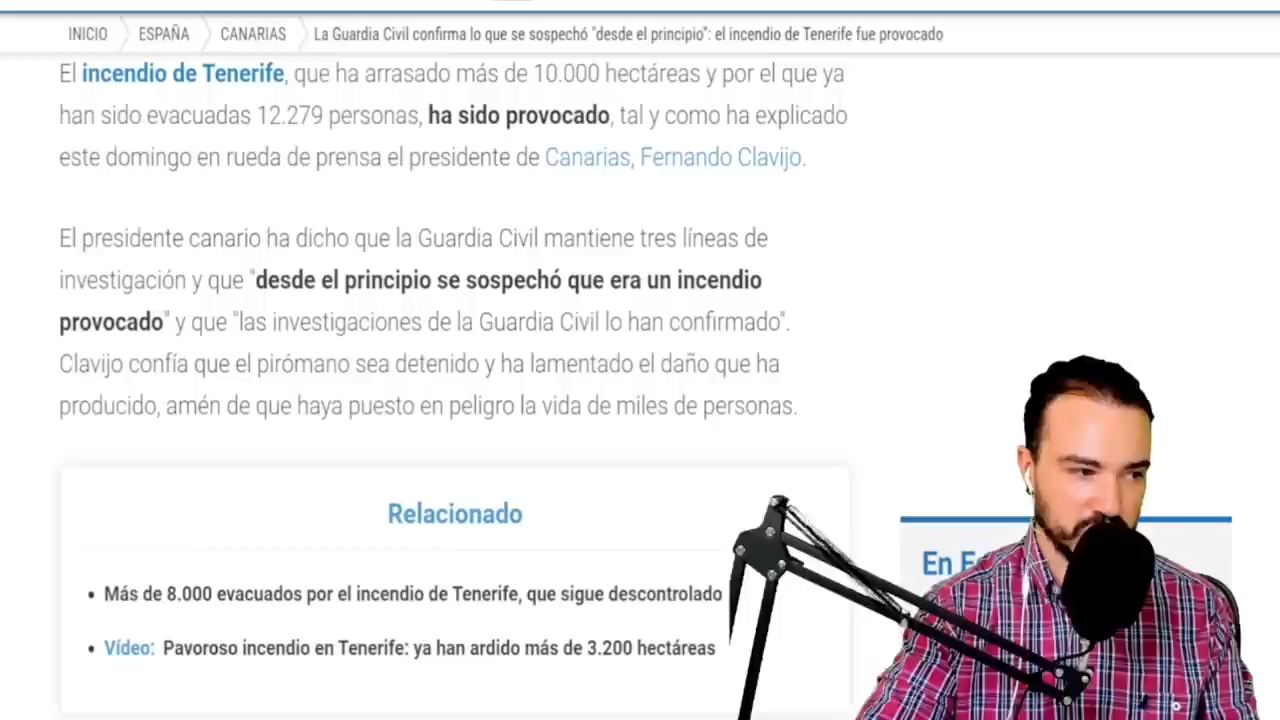 INICIO ESPAÑA CANARIAS La Guardia Civil confirma lo que se sospechó "desde el principio": el incendio de Tenerife fue provocado
El incendio de Tenerife, que ha arrasado más de 10.000 hectáreas y por el que ya
han sido evacuadas 12.279 personas, ha sido provocado, tal y como ha explicado
este domingo en rueda de prensa el presidente de Canarias, Fernando Clavijo.
El presidente canario ha dicho que la Guardia Civil mantiene tres líneas de
investigación y que "desde el principio se sospechó que era un incendio
provocado" y que "las investigaciones de la Guardia Civil lo han confirmado".
Clavijo confía que el pirómano sea detenido y ha lamentado el daño que ha
producido, amén de que haya puesto en peligro la vida de miles de personas.
Relacionado
• Más de 8.000 evacuados por el incendio de Tenerife, que sigue descontrolado
• Vídeo: Pavoroso incendio en Tenerife: ya han ardido más de 3.200 hectáreas
En